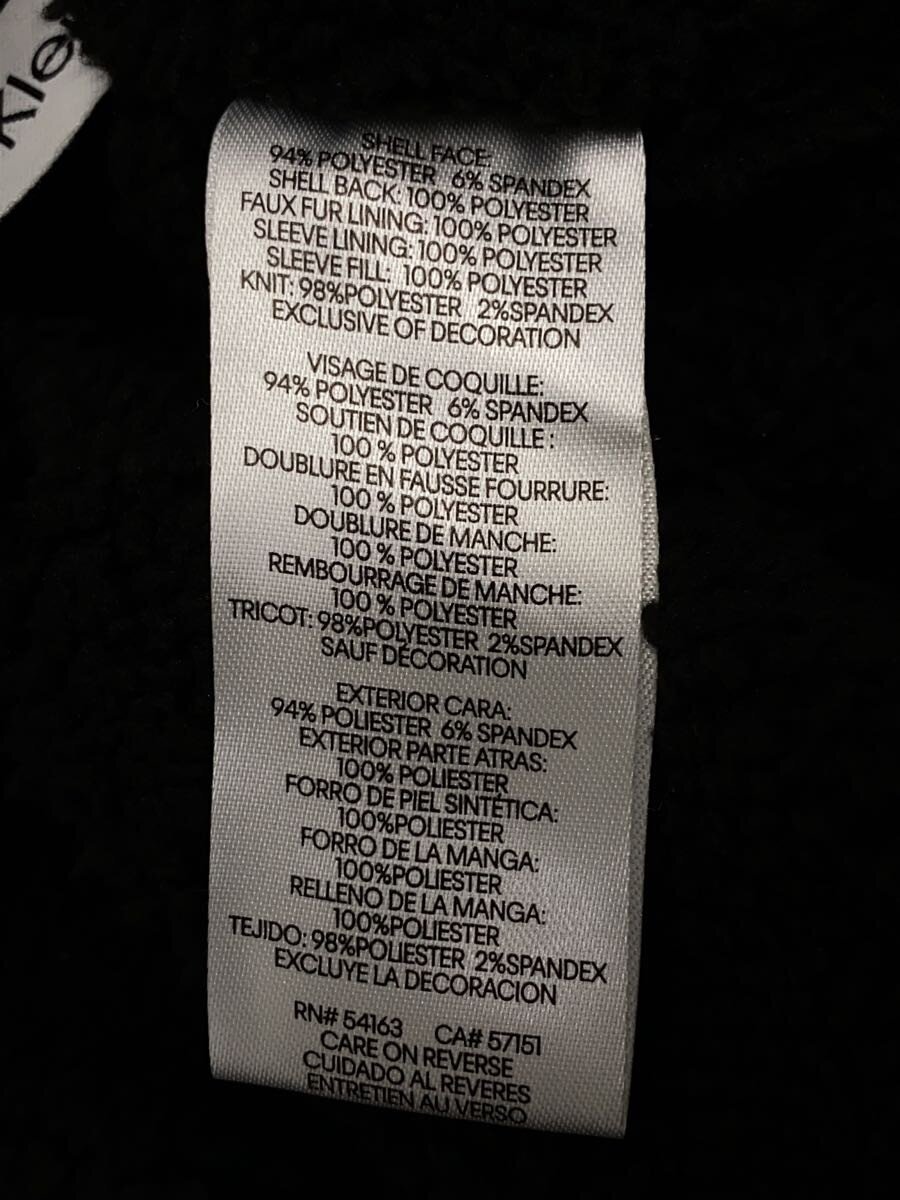 Kle
SHELL FACE:
94% POLYESTER 6% SPANDEX
SHELL BACK: 100% POLYESTER
FAUX FUR LINING: 100% POLYESTER
SLEEVE LINING: 100% POLYESTER
SLEEVE FILL: 100% POLYESTER
KNIT: 98%POLYESTER 2%SPANDEX
EXCLUSIVE OF DECORATION
VISAGE DE COQUILLE:
94% POLYESTER 6% SPANDEX
SOUTIEN DE COQUILLE :
100 % POLYESTER
DOUBLURE EN FAUSSE FOURRURE:
100 % POLYESTER
DOUBLURE DE MANCHE:
100 % POLYESTER
REMBOURRAGE DE MANCHE:
100 % POLYESTER
TRICOT: 98%POLYESTER 2%SPANDEX
SAUF DÉCORATION
EXTERIOR CARA:
94% POLIESTER 6% SPANDEX
EXTERIOR PARTE ATRAS:
100% POLIESTER
FORRO DE PIEL SINTÉTICA:
100%POLIESTER
FORRO DE LA MANGA:
100%POLIESTER
RELLENO DE LA MANGA:
100%POLIESTER
TEJIDO: 98%POLIESTER 2%SPANDEX
EXCLUYE LA DECORACION
RN# 54163 CA# 57151
CARE ON REVERSE
CUIDADO AL REVERES
ENTRETIEN AU VERSO